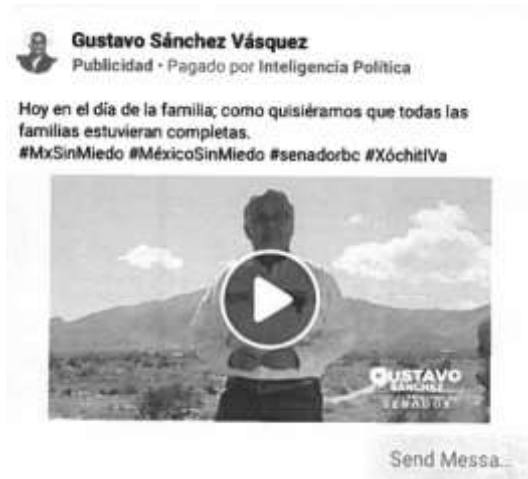 Gustavo Sánchez Vásquez
Publicidad · Pagado por Inteligencia Política
Hoy en el día de la familia; como quisiéramos que todas las
familias estuvieran completas.
#MxSinMiedo #MéxicoSinMiedo #senadorbc #XóchitlVa
GUSTAVO
SÁNCHEZ
SENADOR
Send Messa...